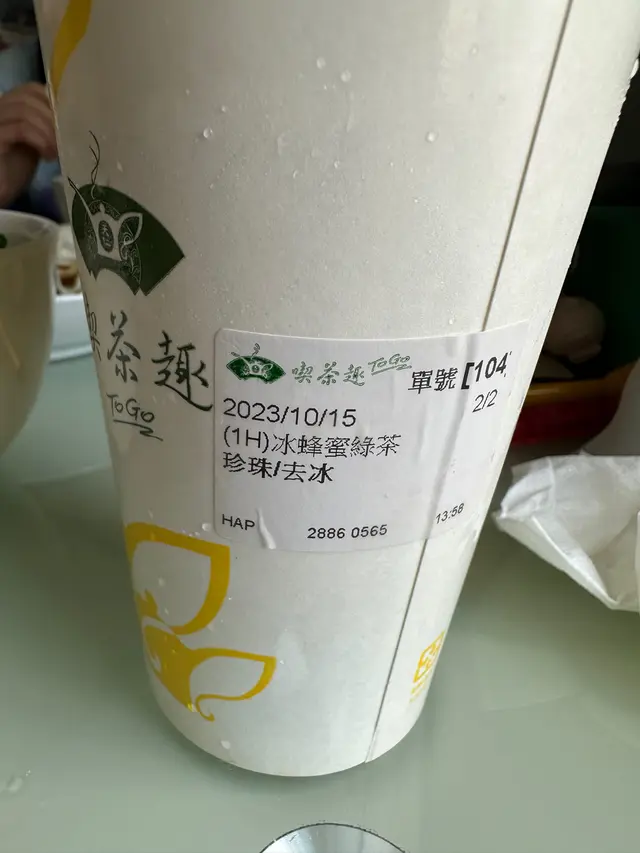 喫茶趣
ToGo
喫茶趣 ToGo
單號【104
2/2
2023/10/15
(1H)冰蜂蜜綠茶
珍珠/去冰
HAP 2886 0565 13:58